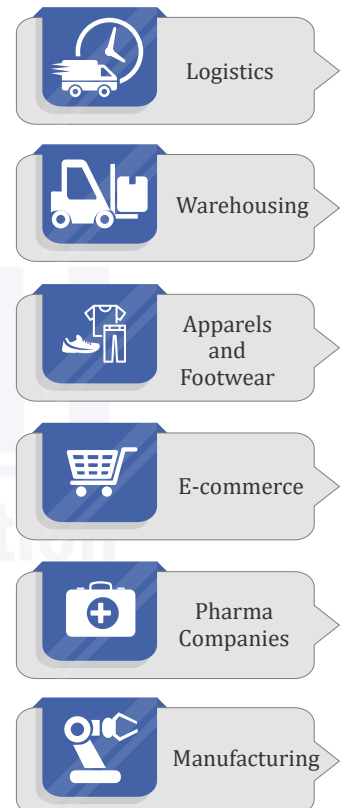 Logistics
Warehousing
Apparels
and
Footwear
E-commerce
Pharma
Companies
Manufacturing